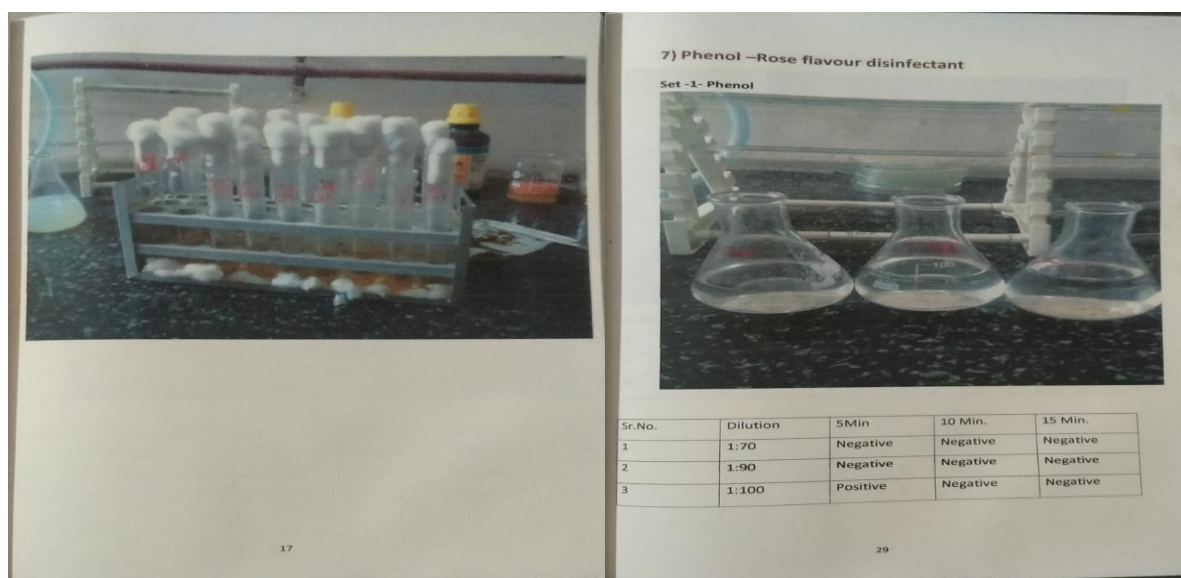 17
7) Phenol –Rose flavour disinfectant
Set -1- Phenol
100
Sr.No. Dilution 5Min 10 Min. 15 Min.
1 1:70 Negative Negative Negative
2 1:90 Negative Negative Negative
3 1:100 Positive Negative Negative
29